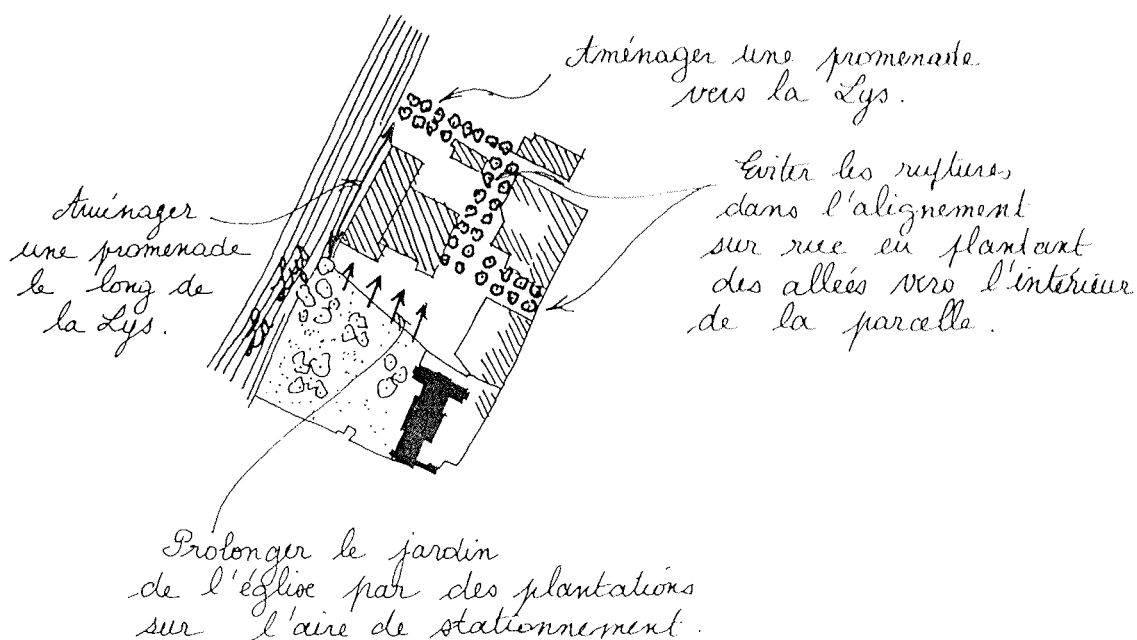 Aménager une promenade
vers la Lys.
Eviter les ruptures
dans l'alignement
sur rue en plantant
des alleés vers l'intérieur
de la parcelle.
Aménager
une promenade
le long de
la Lys.
Prolonger le jardin
de l'église par des plantations
sur l'aire de stationnement.